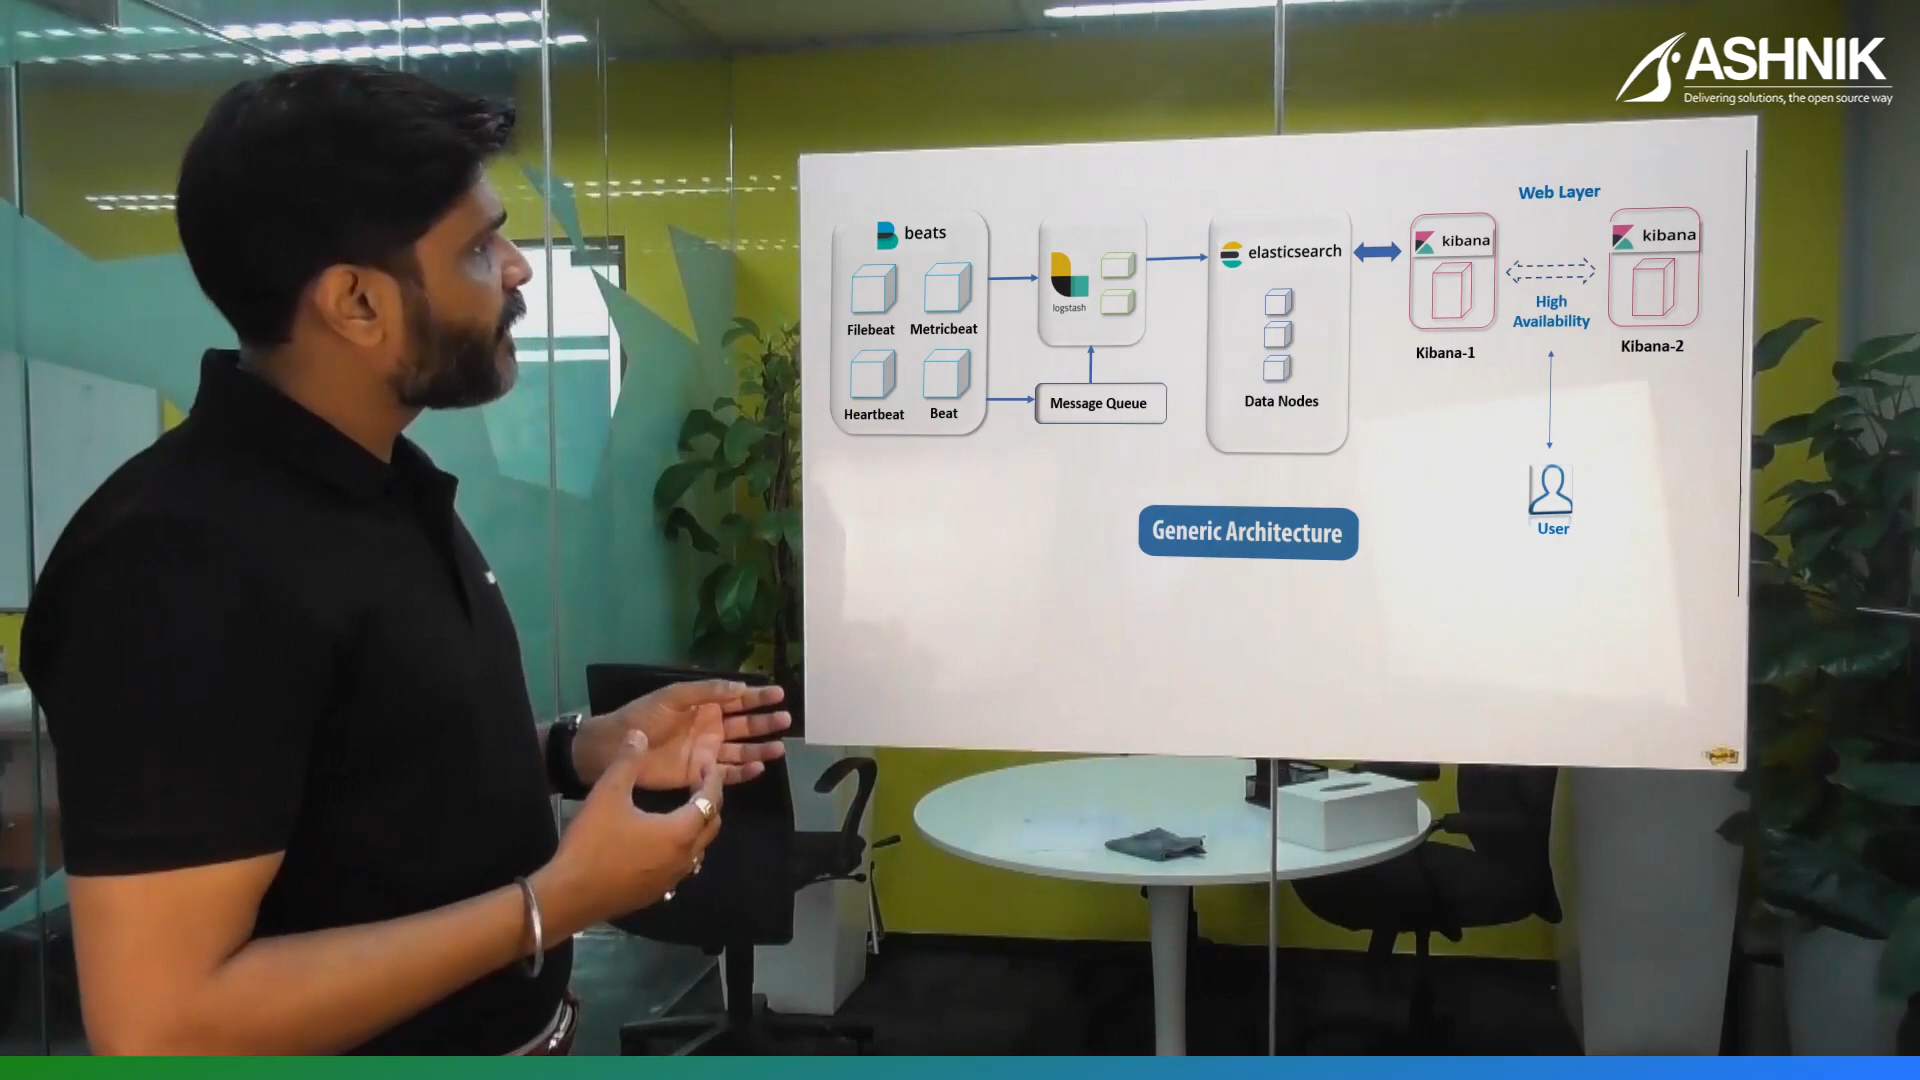 ASHNIK
Delivering solutions, the open source way
Web Layer
beats
Filebeat Metricbeat
Heartbeat Beat
logstash
Message Queue
elasticsearch
Data Nodes
kibana
Kibana-1
High
Availability
kibana
Kibana-2
User
Generic Architecture